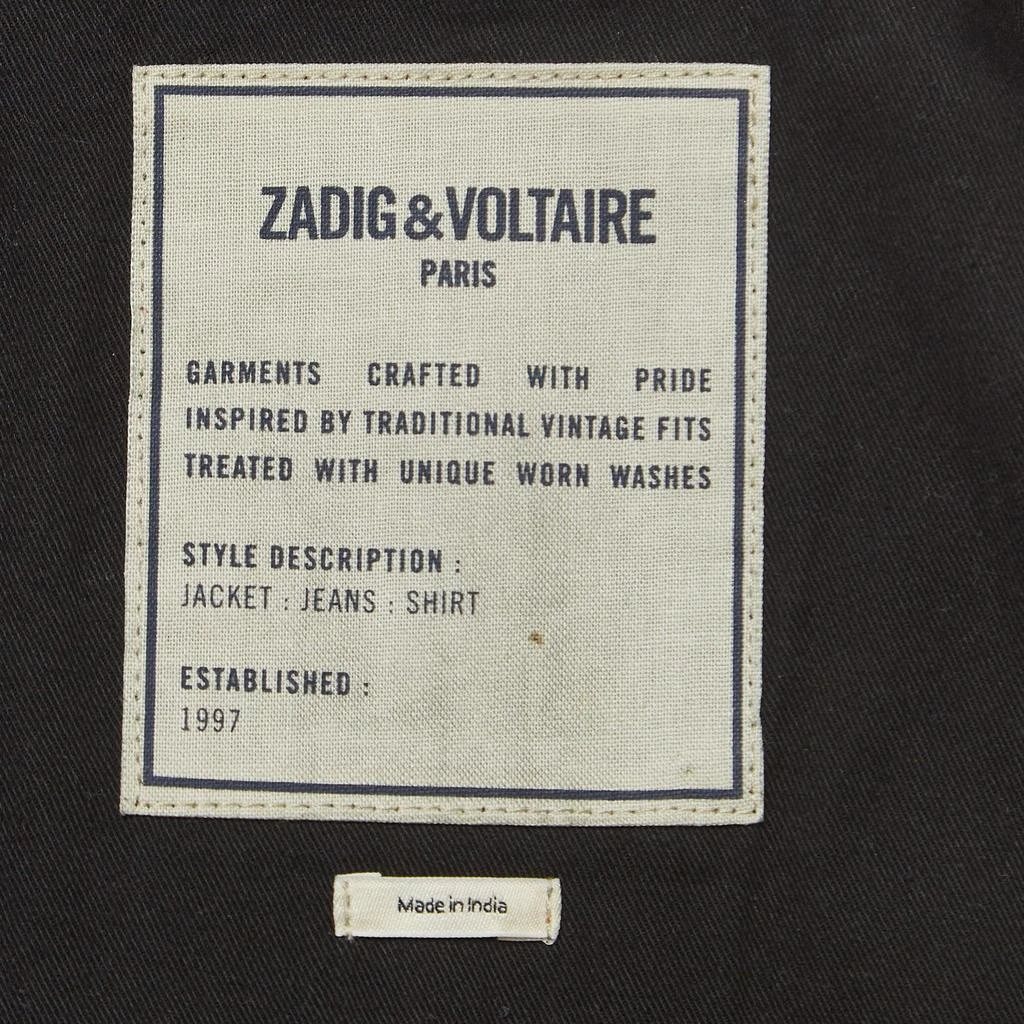 ZADIG&VOLTAIRE
PARIS
GARMENTS CRAFTED WITH PRIDE
INSPIRED BY TRADITIONAL VINTAGE FITS
TREATED WITH UNIQUE WORN WASHES
STYLE DESCRIPTION :
JACKET : JEANS : SHIRT
ESTABLISHED :
1997
Made in India